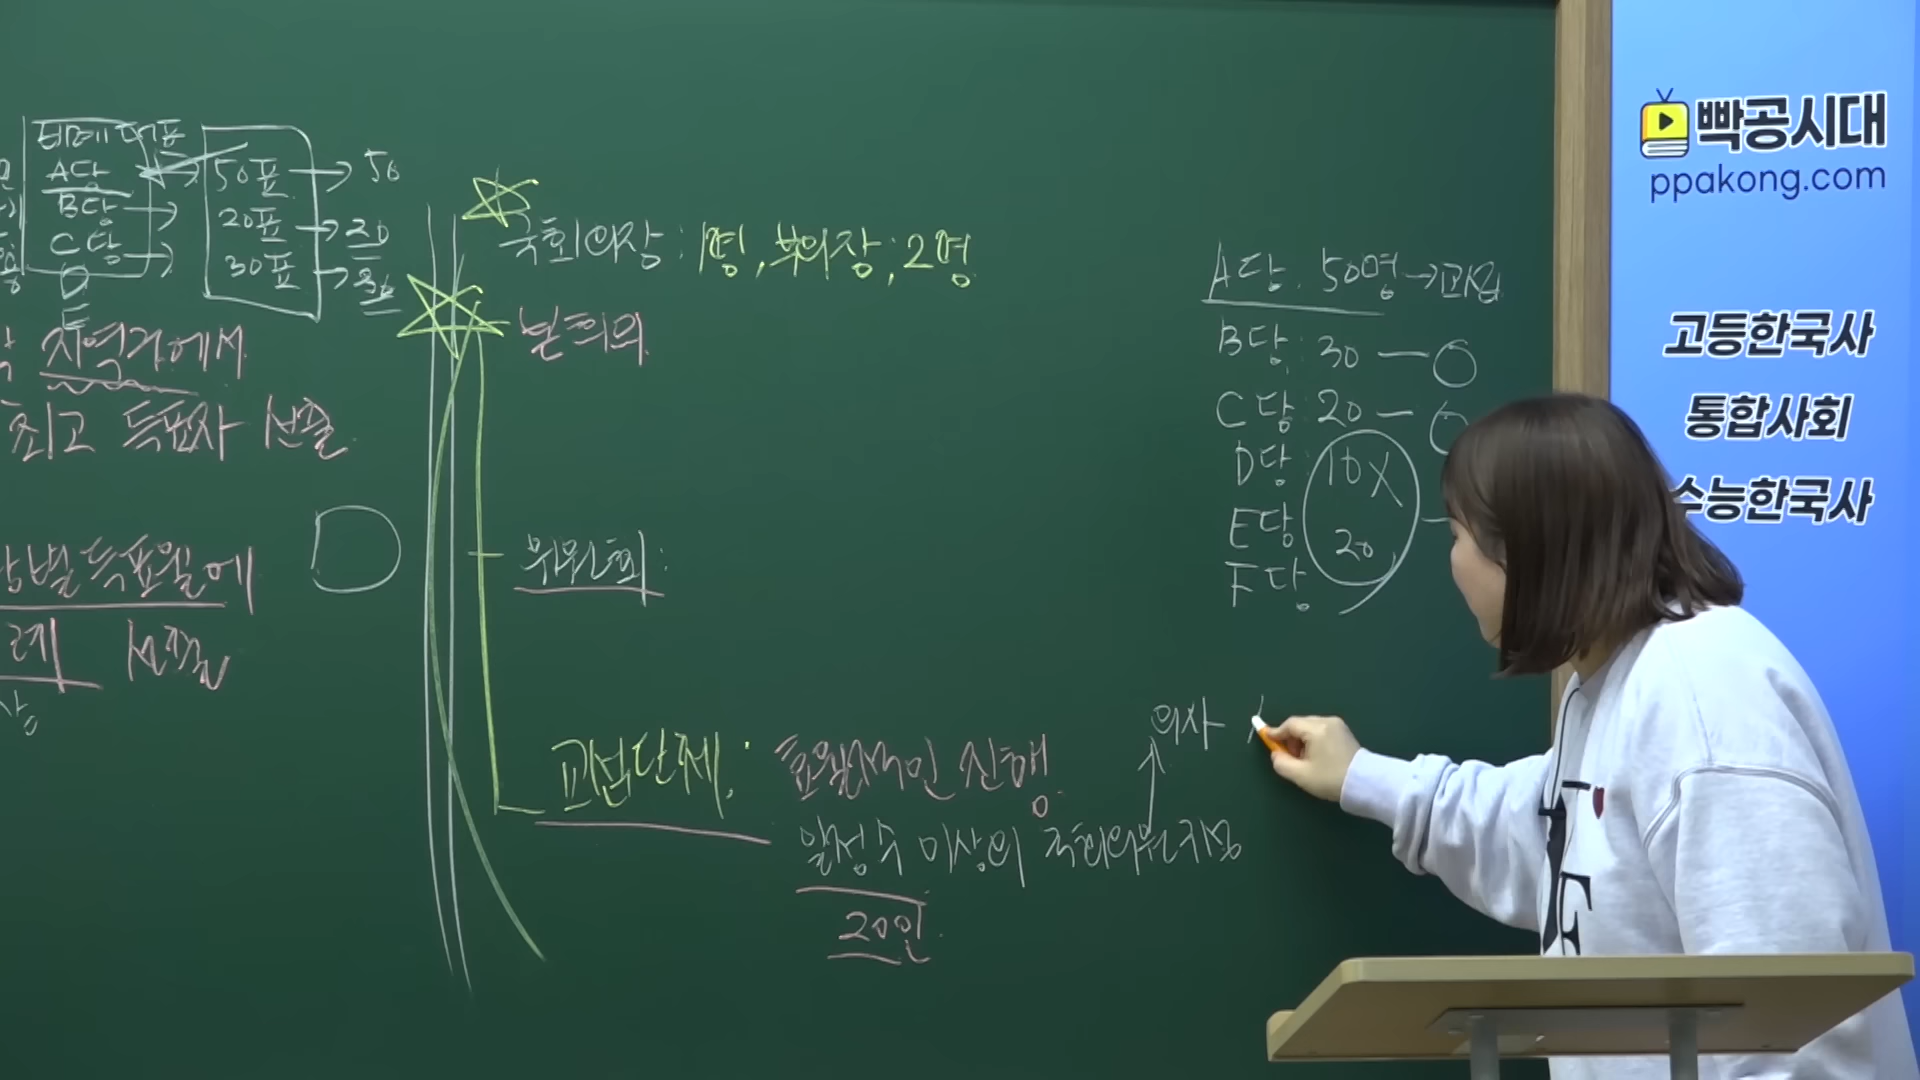 비례대표
A당 50표 → 50
B당 → 20표 → 20
C당 → 30표 → 30
D
E
지역구에서
최고 득표자 선출
당별 득표율에
례 선출
국회의장 : 1명, 부의장 ; 2명
본회의
위원회 :
교섭단체 : 효율적인 진행
일정 수 이상의 국회의원 구성
20인
의사
A당 : 50명 → 교섭
B당 : 30 — O
C당 : 20 — O
D당 : 10 X
E당
20
F당
빡공시대
ppakong.com
고등한국사
통합사회
수능한국사